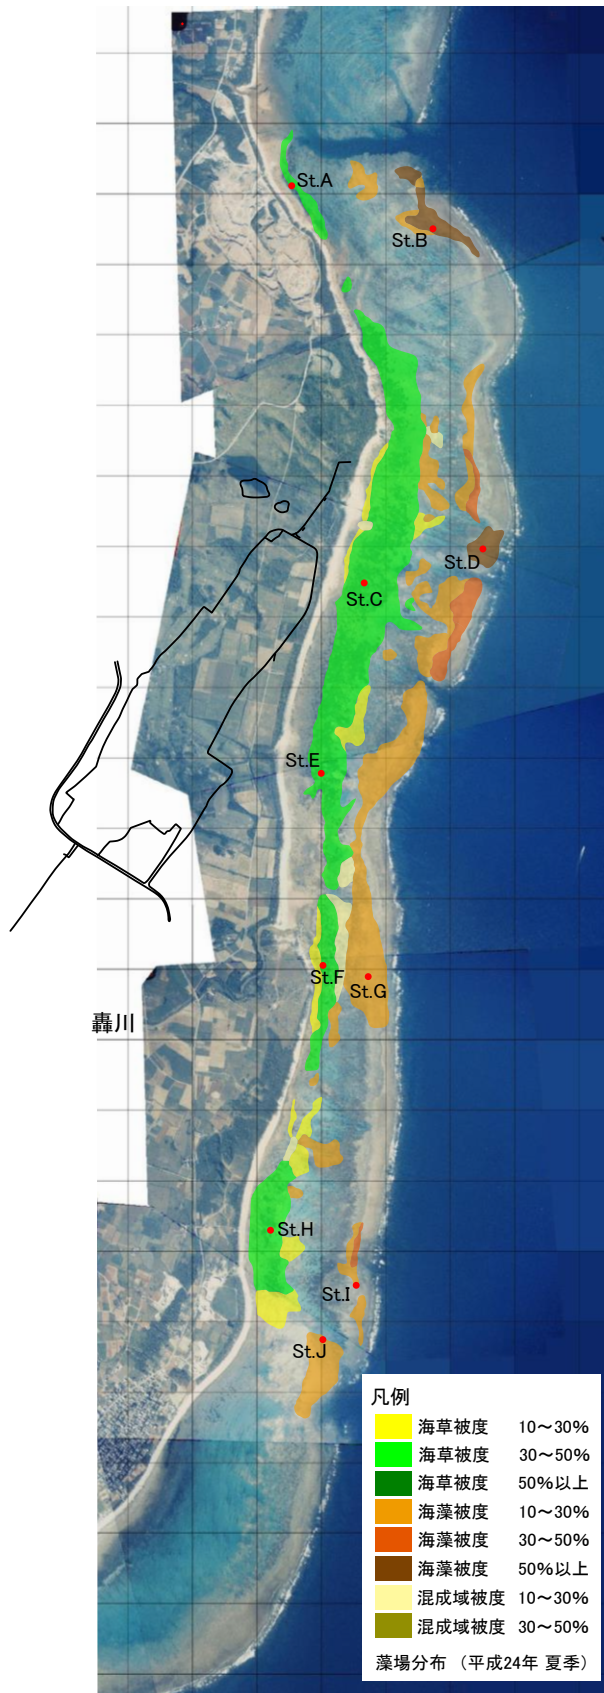 St.A
St.B
St.D
St.C
St.E
St.F
St.G
轟川
St.H
St.I
St.J
凡例
海草被度 10～30%
海草被度 30～50%
海草被度 50%以上
海藻被度 10～30%
海藻被度 30～50%
海藻被度 50%以上
混成域被度 10～30%
混成域被度 30～50%
藻場分布 （平成24年 夏季）